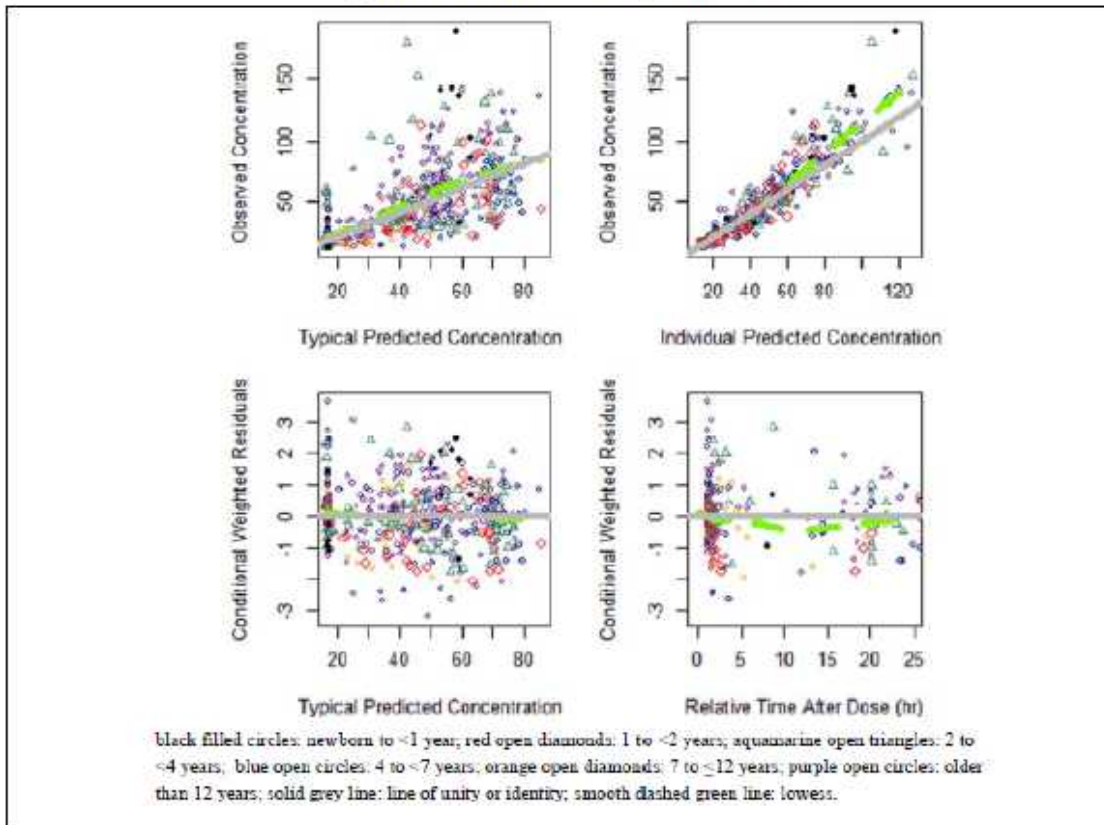 Observed Concentration
50 100 150
20 40 60 80
Typical Predicted Concentration
Observed Concentration
50 100 150
20 40 60 80 120
Individual Predicted Concentration
Conditional Weighted Residuals
-3 -1 0 1 2 3
20 40 60 80
Typical Predicted Concentration
Conditional Weighted Residuals
-3 -1 0 1 2 3
0 5 10 15 20 25
Relative Time After Dose (hr)
black filled circles: newborn to <1 year; red open diamonds: 1 to <2 years; aquamarine open triangles: 2 to
<4 years; blue open circles: 4 to <7 years; orange open diamonds: 7 to ≤12 years; purple open circles: older
than 12 years; solid grey line: line of unity or identity; smooth dashed green line: lowess.